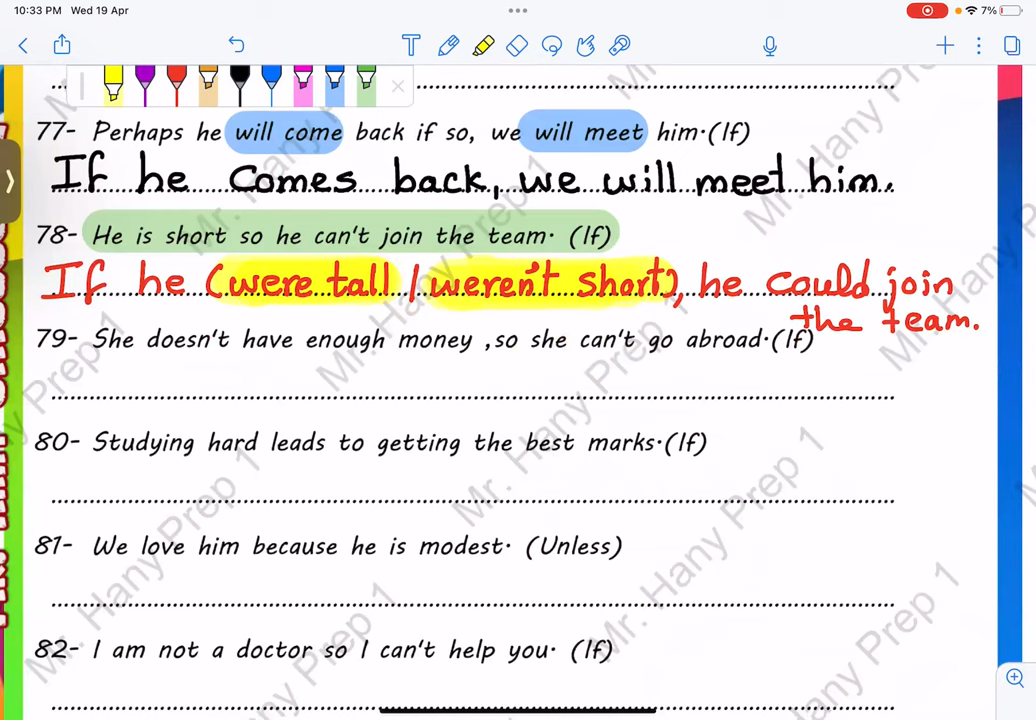 10:33 PM Wed 19 Apr
7%
77- Perhaps he will come back if so, we will meet him.(If)
If he comes back, we will meet him.
78- He is short so he can't join the team. (If)
If he (were tall / weren't short), he could join
the team.
79- She doesn't have enough money ,so she can't go abroad.(If)
80- Studying hard leads to getting the best marks.(If)
81- We love him because he is modest. (Unless)
82- I am not a doctor so I can't help you. (If)
Mr. Hany Prep 1